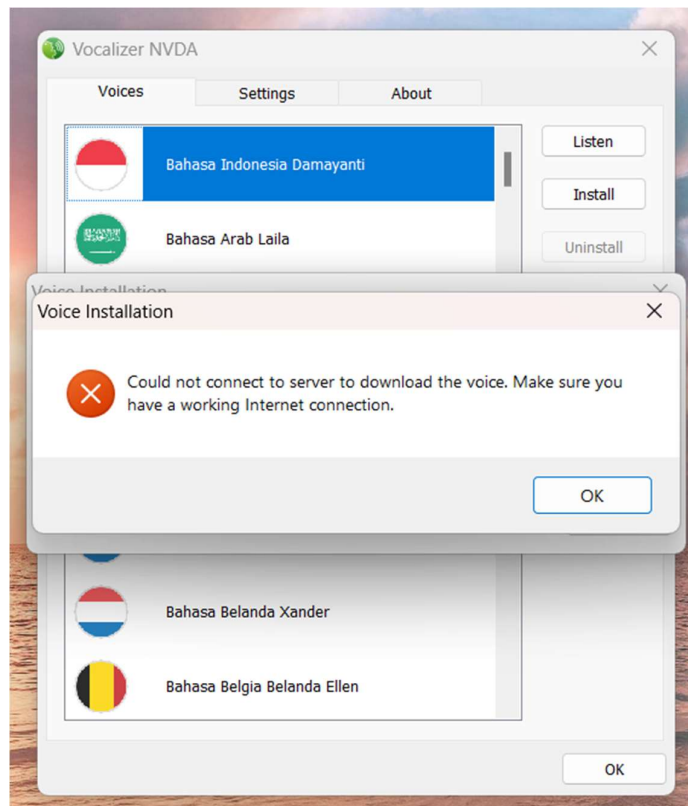 Vocalizer NVDA
Voices Settings About
Bahasa Indonesia Damayanti
Listen
Install
Bahasa Arab Laila
Uninstall
Voice Installation
Voice Installation
Could not connect to server to download the voice. Make sure you
have a working Internet connection.
OK
Bahasa Belanda Xander
Bahasa Belgia Belanda Ellen
OK